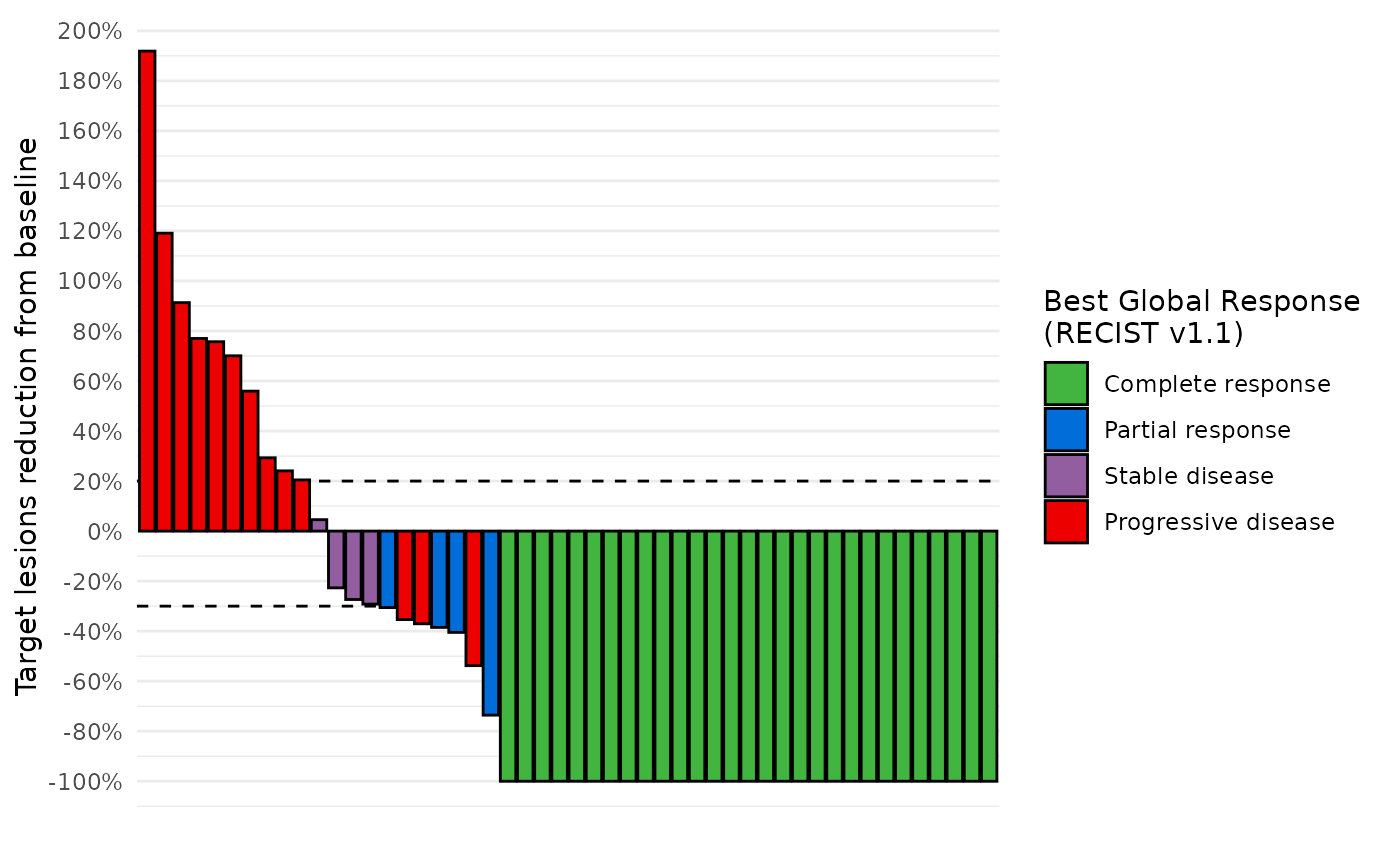 Target lesions reduction from baseline
200%
180%
160%
140%
120%
100%
80%
60%
40%
20%
0%
-20%
-40%
-60%
-80%
-100%
Best Global Response
(RECIST v1.1)
Complete response
Partial response
Stable disease
Progressive disease